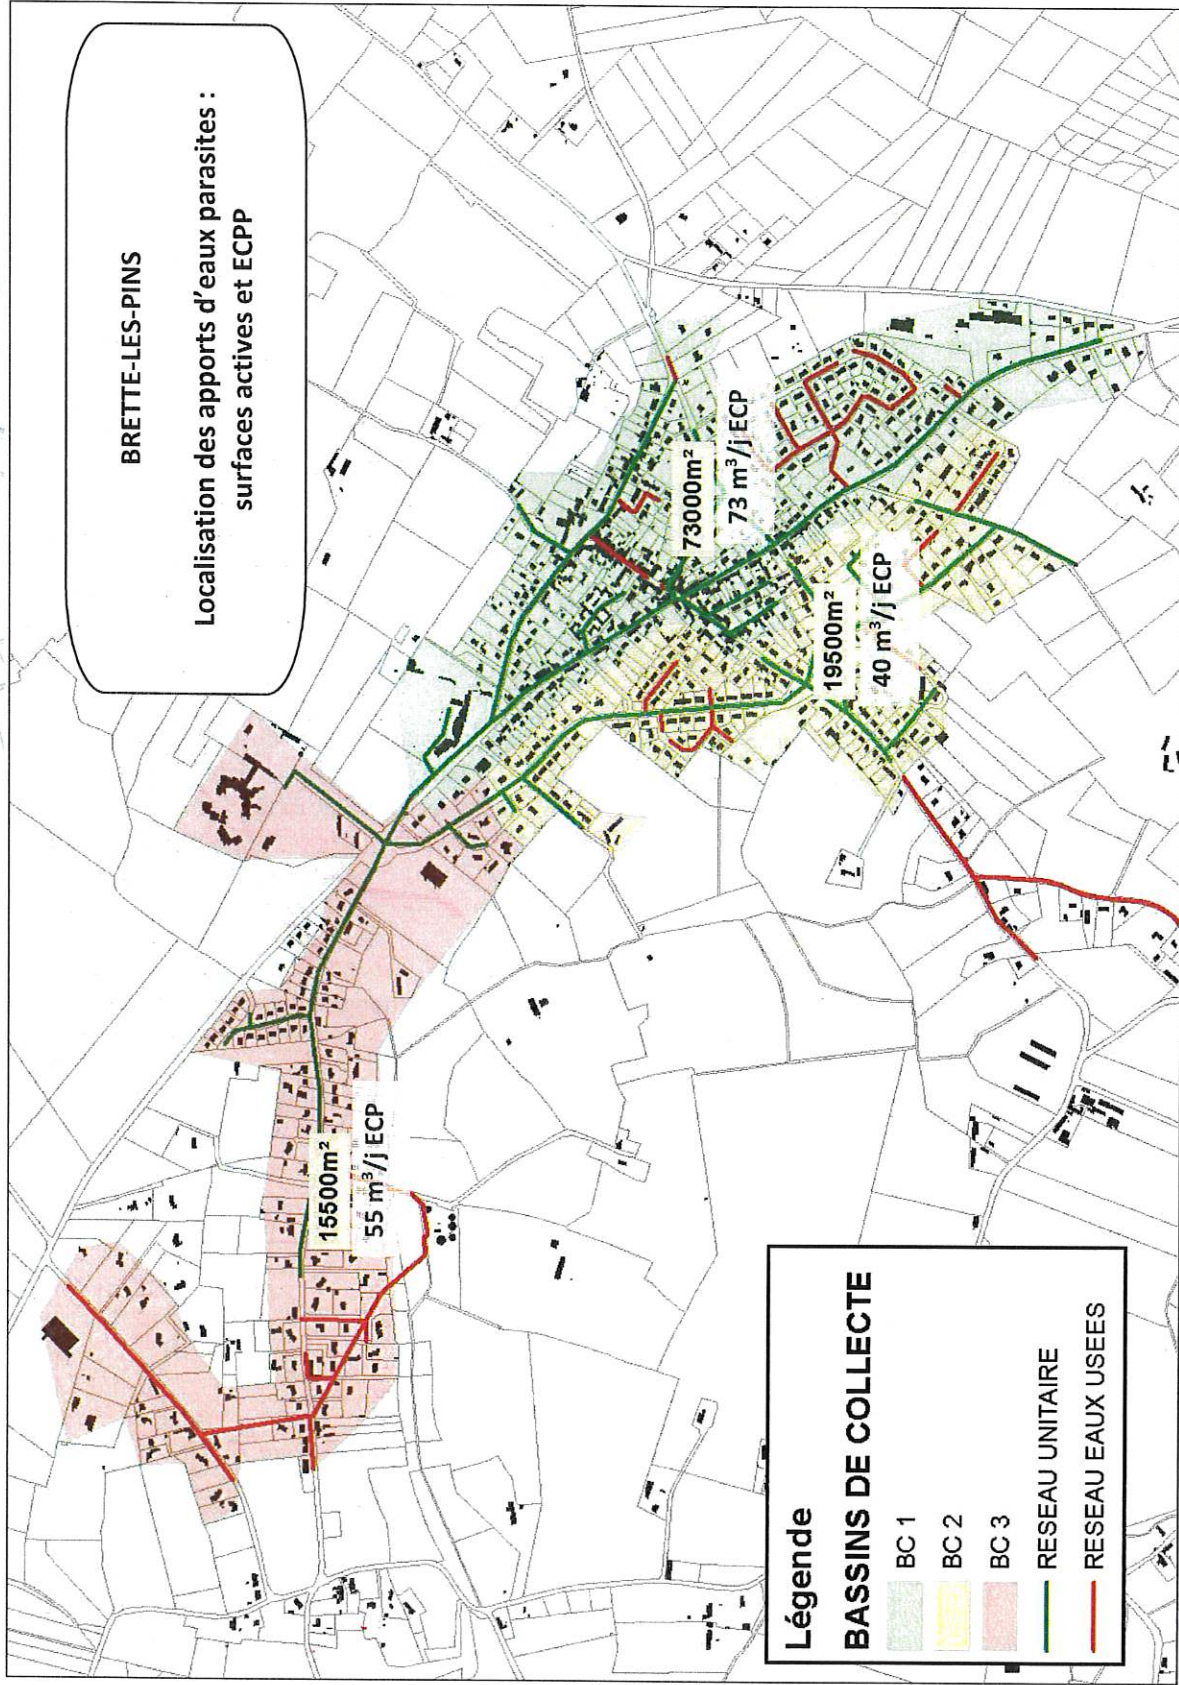 BRETTE-LES-PINS
Localisation des apports d'eaux parasites :
surfaces actives et ECPP
15500m²
55 m³/j ECP
73000m²
73 m³/j ECP
19500m²
40 m³/j ECP
Légende
BASSINS DE COLLECTE
BC 1
BC 2
BC 3
RESEAU UNITAIRE
RESEAU EAUX USEES